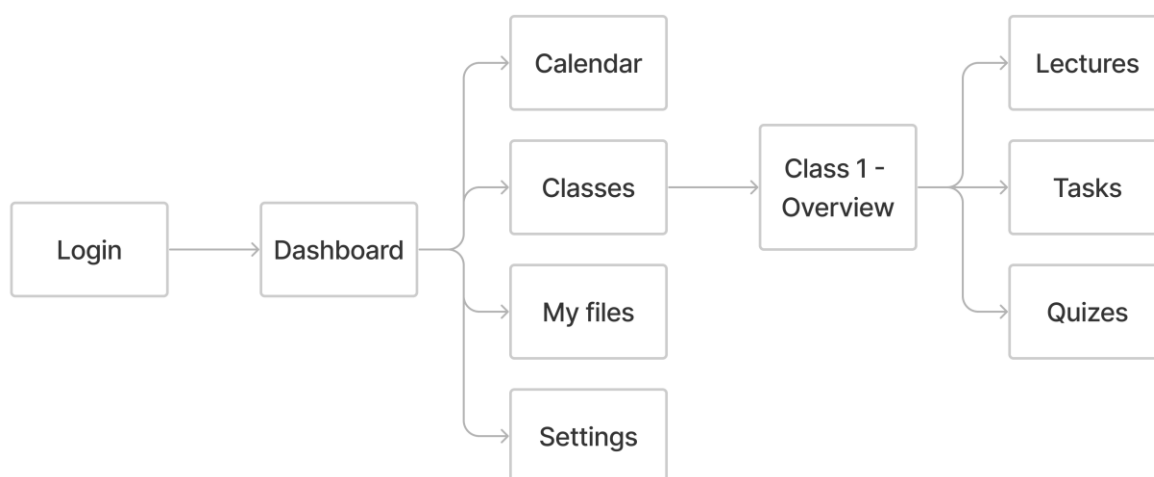 Login
Dashboard
Calendar
Classes
My files
Settings
Class 1 -
Overview
Lectures
Tasks
Quizes